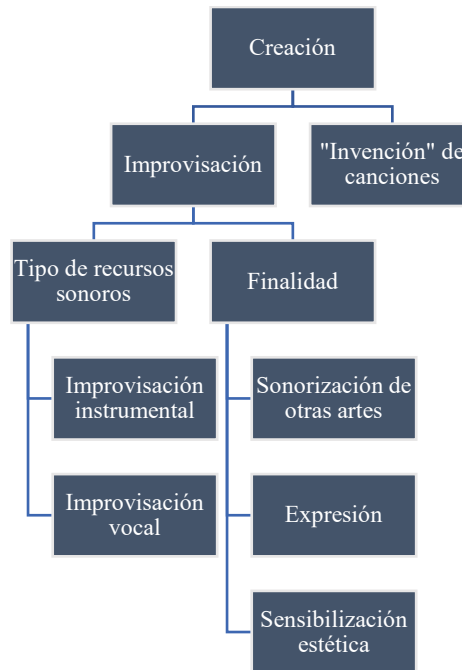 Creación
Improvisación
"Invención" de
canciones
Tipo de recursos
sonoros
Finalidad
Improvisación
instrumental
Improvisación
vocal
Sonorización de
otras artes
Expresión
Sensibilización
estética